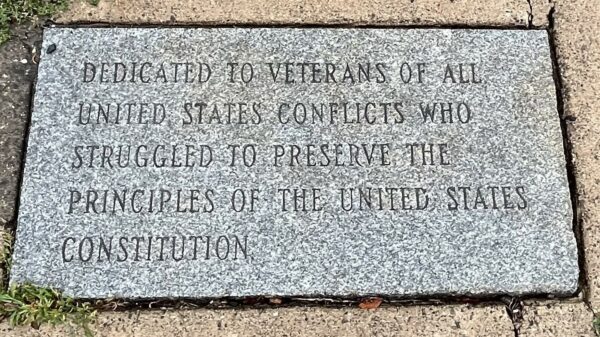 DEDICATED TO VETERANS OF ALL
UNITED STATES CONFLICTS WHO
STRUGGLED TO PRESERVE THE
PRINCIPLES OF THE UNITED STATES
CONSTITUTION.